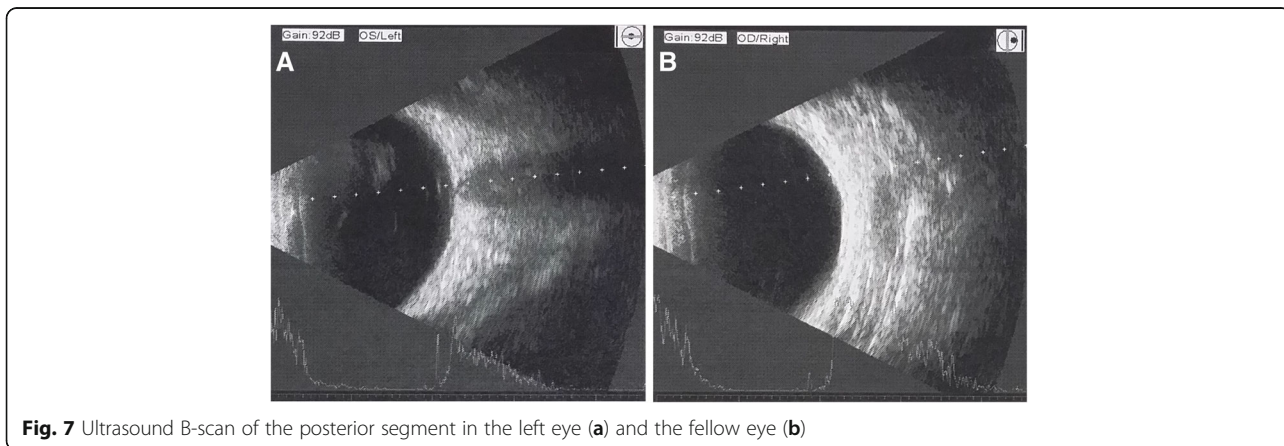 Gain:92dB OS/Left
A
Gain:92dB OD/Right
B
Fig. 7 Ultrasound B-scan of the posterior segment in the left eye (a) and the fellow eye (b)